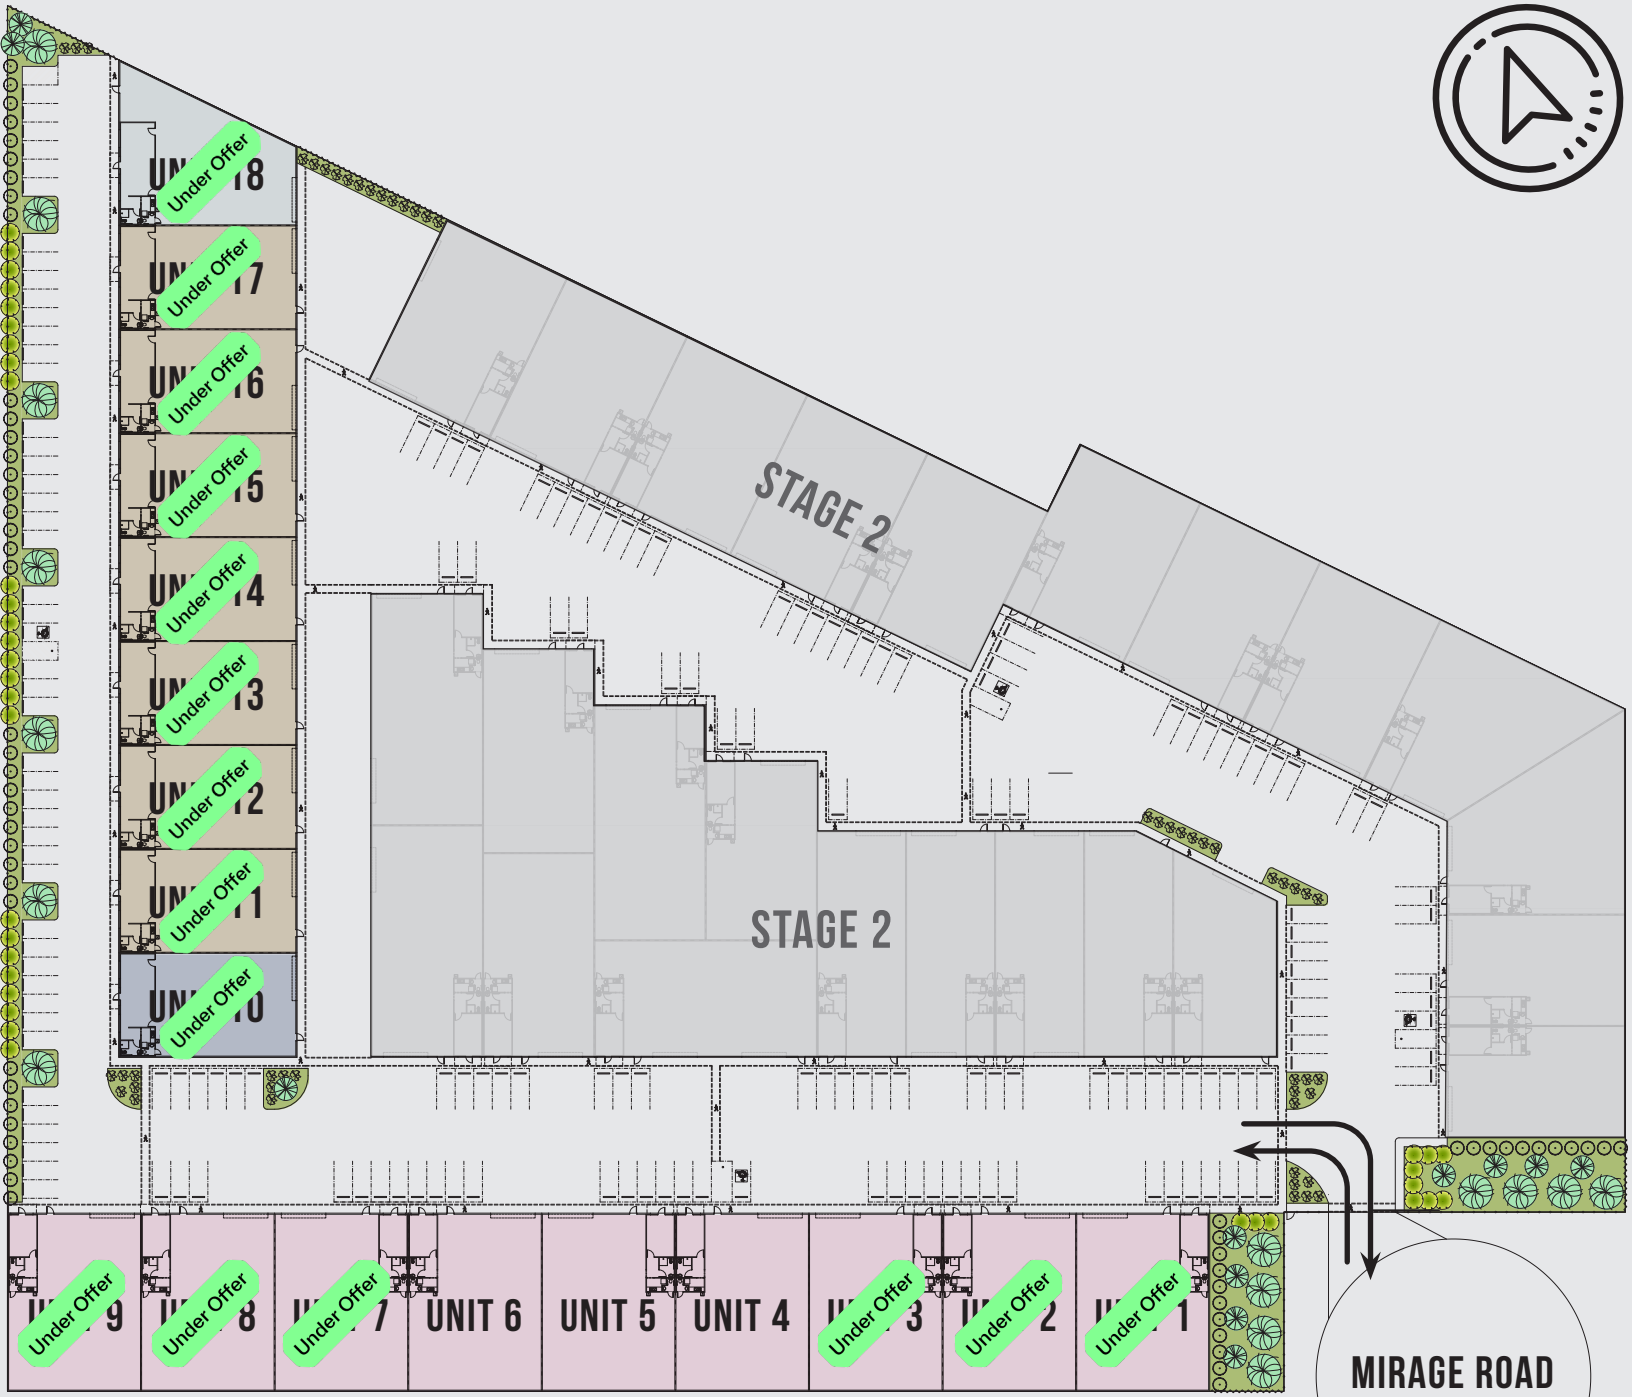 UN 18
Under Offer
UN 17
Under Offer
UN 16
Under Offer
UN 15
Under Offer
UN 14
Under Offer
UN 13
Under Offer
UN 12
Under Offer
UN 11
Under Offer
UN 10
Under Offer
STAGE 2
STAGE 2
U 9
Under Offer
U 8
Under Offer
U 7
Under Offer
UNIT 6
UNIT 5
UNIT 4
U 3
Under Offer
U 2
Under Offer
U 1
Under Offer
MIRAGE ROAD